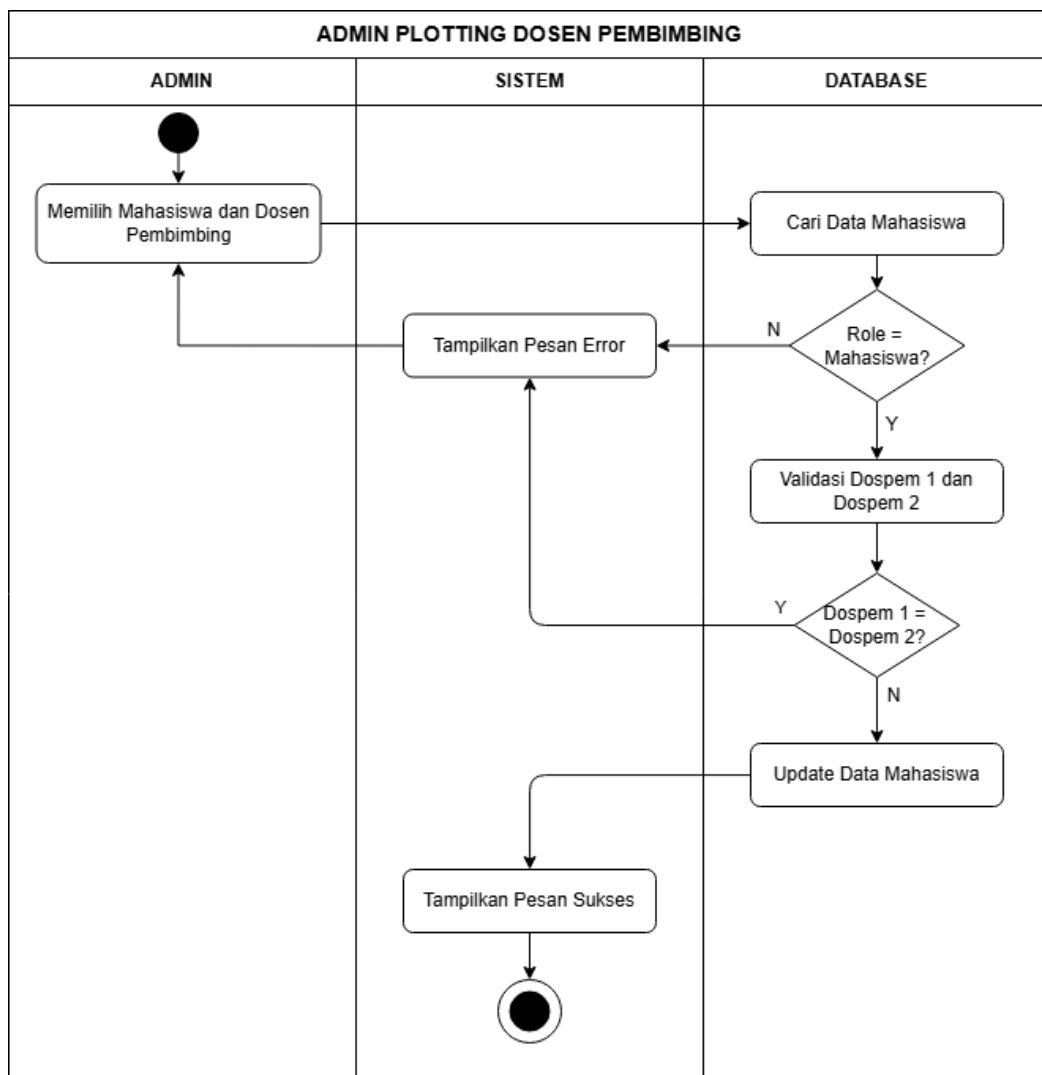 ADMIN PLOTTING DOSEN PEMBIMBING
ADMIN
SISTEM
DATABASE
Memilih Mahasiswa dan Dosen
Pembimbing
Cari Data Mahasiswa
Role =
Mahasiswa?
N
Tampilkan Pesan Error
Y
Validasi Dospem 1 dan
Dospem 2
Dospem 1 =
Dospem 2?
Y
N
Update Data Mahasiswa
Tampilkan Pesan Sukses